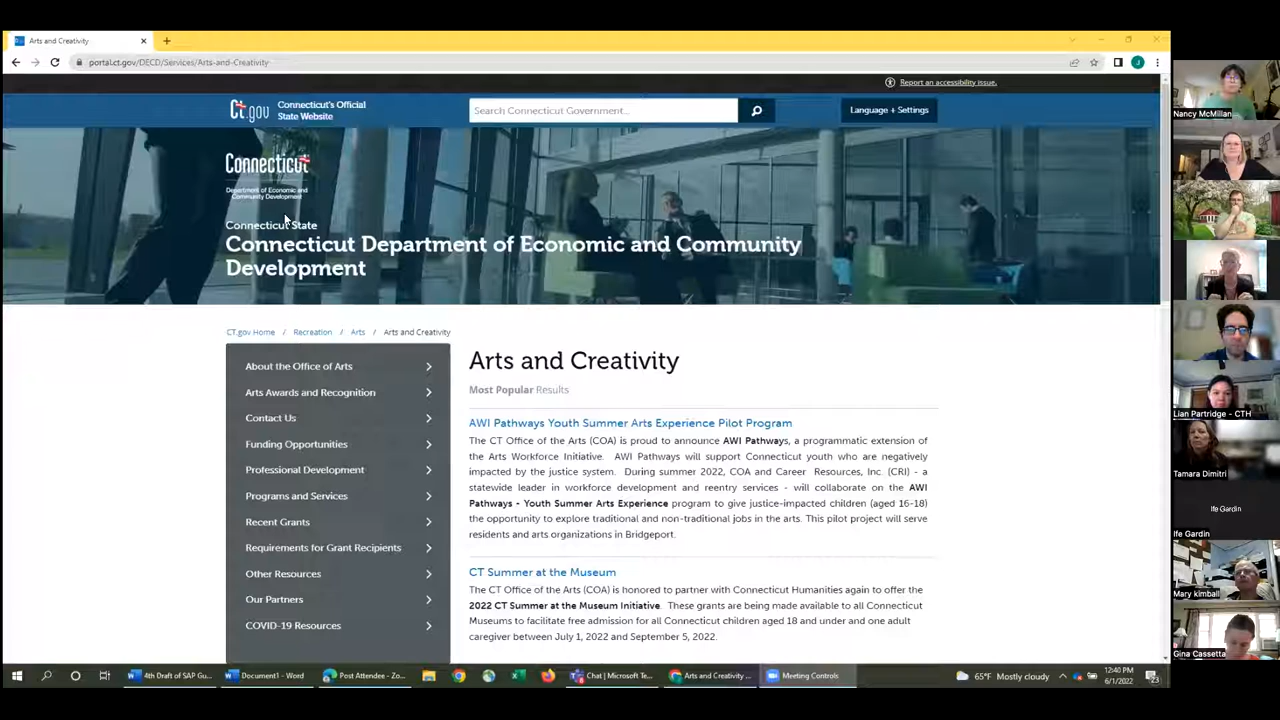 Arts and Creativity
portal.ct.gov/DECD/Services/Arts-and-Creativity
J
Report an accessibility issue.
Ct.gov
Connecticut's Official
State Website
Search Connecticut Government...
Language + Settings
Connecticut
Department of Economic and
Community Development
Connecticut State
Connecticut Department of Economic and Community
Development
CT.gov Home / Recreation / Arts / Arts and Creativity
About the Office of Arts
Arts Awards and Recognition
Contact Us
Funding Opportunities
Professional Development
Programs and Services
Recent Grants
Requirements for Grant Recipients
Other Resources
Our Partners
COVID-19 Resources
Arts and Creativity
Most Popular Results
AWI Pathways Youth Summer Arts Experience Pilot Program
The CT Office of the Arts (COA) is proud to announce AWI Pathways, a programmatic extension of
the Arts Workforce Initiative. AWI Pathways will support Connecticut youth who are negatively
impacted by the justice system. During summer 2022, COA and Career Resources, Inc. (CRI) - a
statewide leader in workforce development and reentry services - will collaborate on the AWI
Pathways - Youth Summer Arts Experience program to give justice-impacted children (aged 16-18)
the opportunity to explore traditional and non-traditional jobs in the arts. This pilot project will serve
residents and arts organizations in Bridgeport.
CT Summer at the Museum
The CT Office of the Arts (COA) is honored to partner with Connecticut Humanities again to offer the
2022 CT Summer at the Museum Initiative. These grants are being made available to all Connecticut
Museums to facilitate free admission for all Connecticut children aged 18 and under and one adult
caregiver between July 1, 2022 and September 5, 2022.
Nancy McMillan
Lian Partridge - CTH
Tamara Dimitri
Ife Gardin
Ife Gardin
Mary kimball
Gina Cassetta
4th Draft of SAP Gu...
Document1 - Word
Post Attendee - Zo...
Chat | Microsoft Te...
Arts and Creativity ...
Meeting Controls
65°F Mostly cloudy
12:40 PM
6/1/2022
23